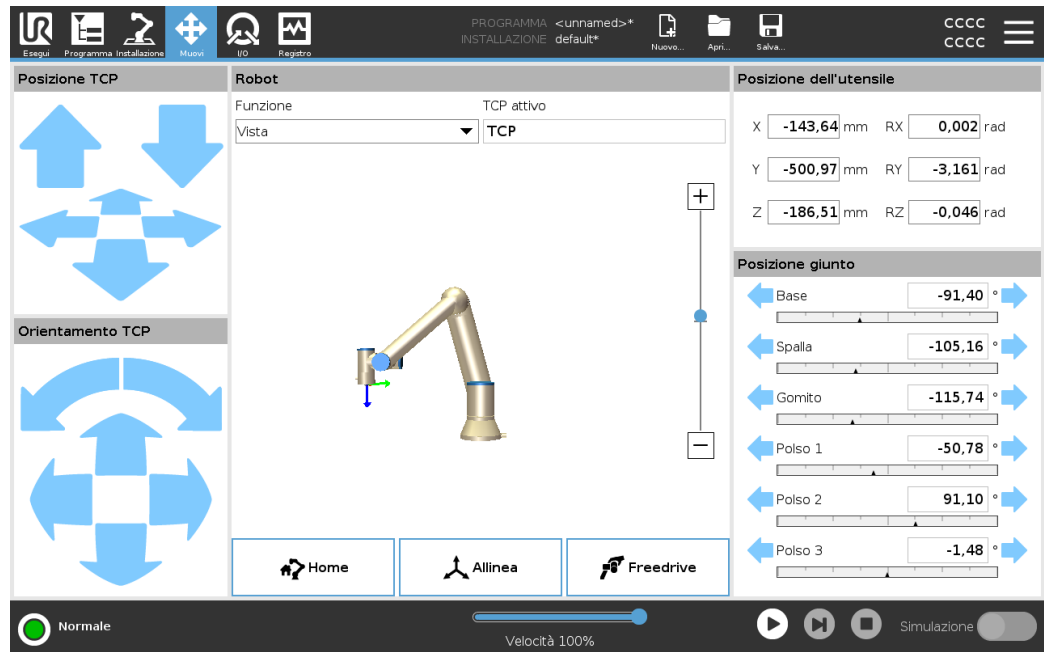 UR
PROGRAMMA <unnamed>*
INSTALLAZIONE default*
CCCC
CCCC
Esegui Programma Installazione Muovi I/O Registro Nuovo... Apri... Salva...
Posizione TCP
Robot
Posizione dell'utensile
Funzione TCP attivo
Vista TCP
X -143,64 mm RX 0,002 rad
Y -500,97 mm RY -3,161 rad
Z -186,51 mm RZ -0,046 rad
Posizione giunto
Base -91,40 °
Orientamento TCP
Spalla -105,16 °
Gomito -115,74 °
Polso 1 -50,78 °
Polso 2 91,10 °
Polso 3 -1,48 °
Home Allinea Freedrive
Normale
Velocità 100%
Simulazione